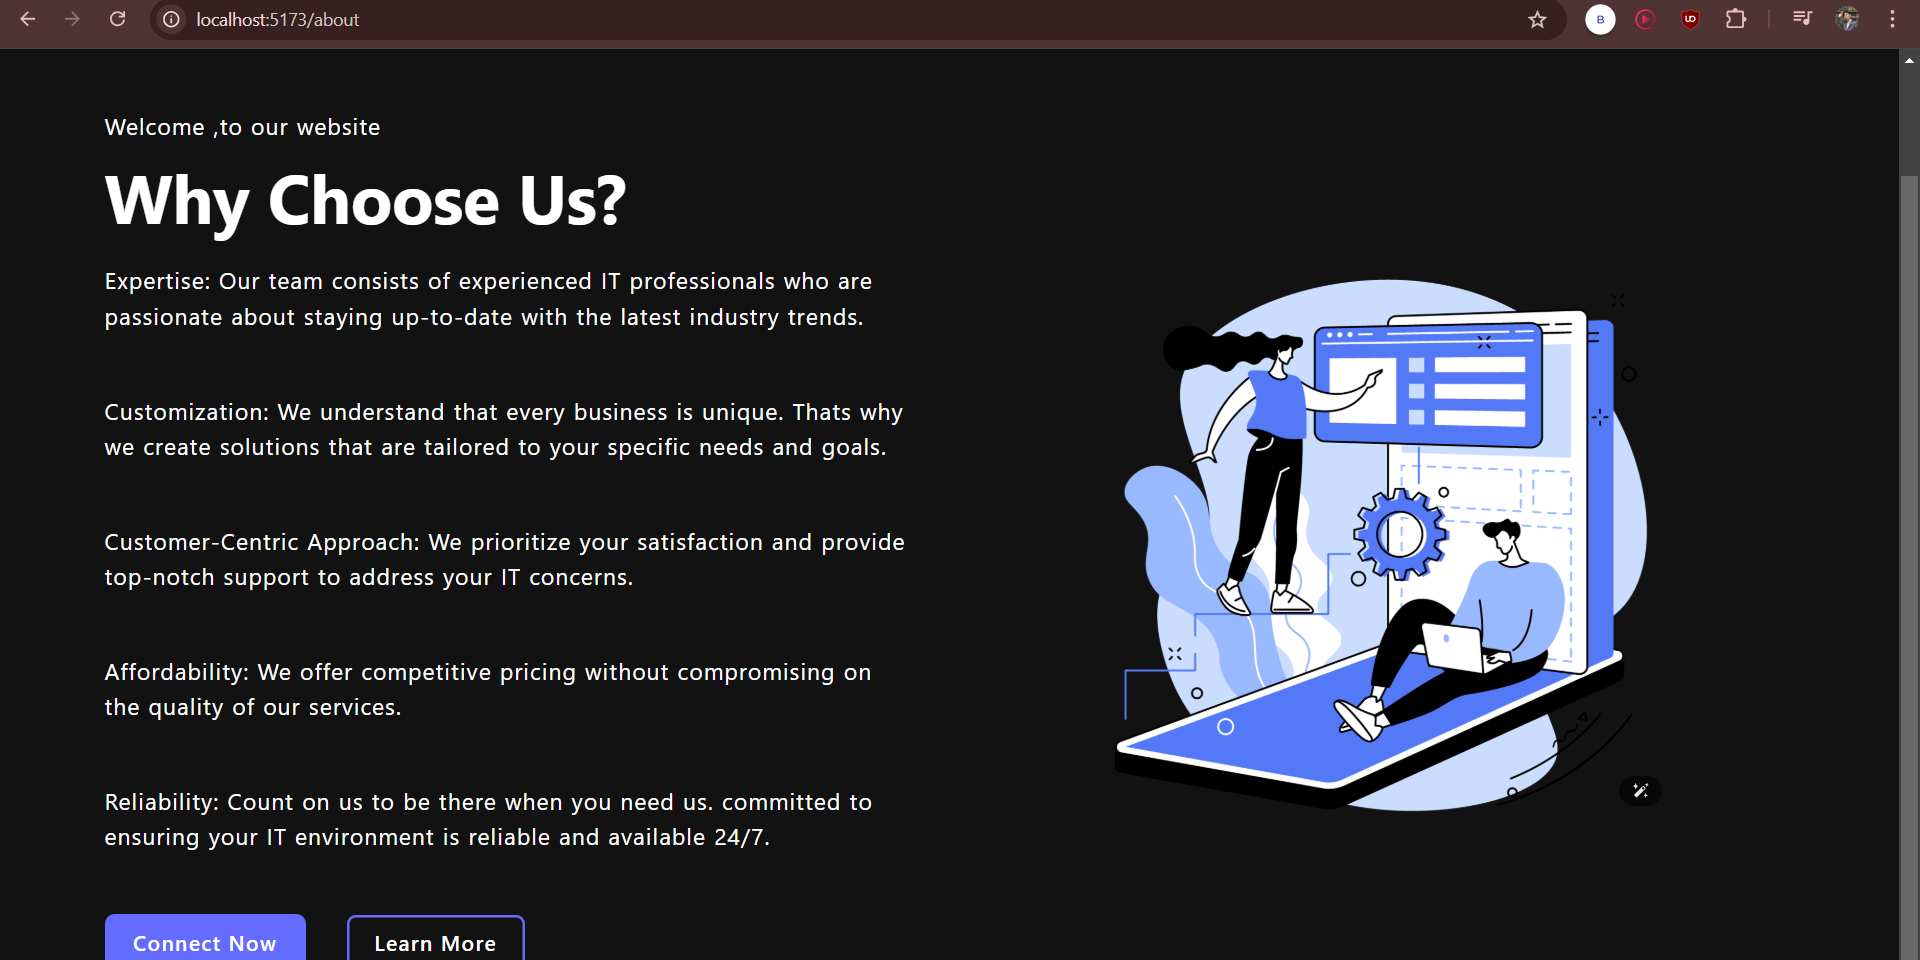 localhost:5173/about
B
Welcome ,to our website
Why Choose Us?
Expertise: Our team consists of experienced IT professionals who are
passionate about staying up-to-date with the latest industry trends.
Customization: We understand that every business is unique. Thats why
we create solutions that are tailored to your specific needs and goals.
Customer-Centric Approach: We prioritize your satisfaction and provide
top-notch support to address your IT concerns.
Affordability: We offer competitive pricing without compromising on
the quality of our services.
Reliability: Count on us to be there when you need us. committed to
ensuring your IT environment is reliable and available 24/7.
Connect Now
Learn More